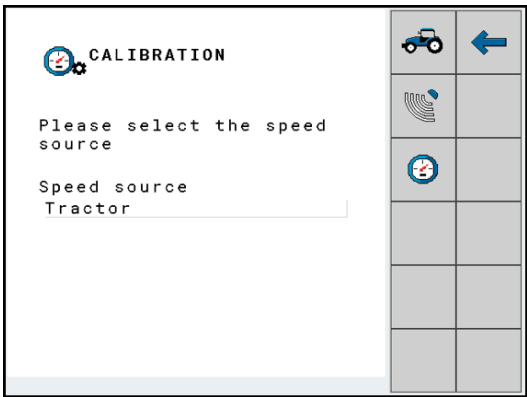 CALIBRATION
Please select the speed
source
Speed source
Tractor